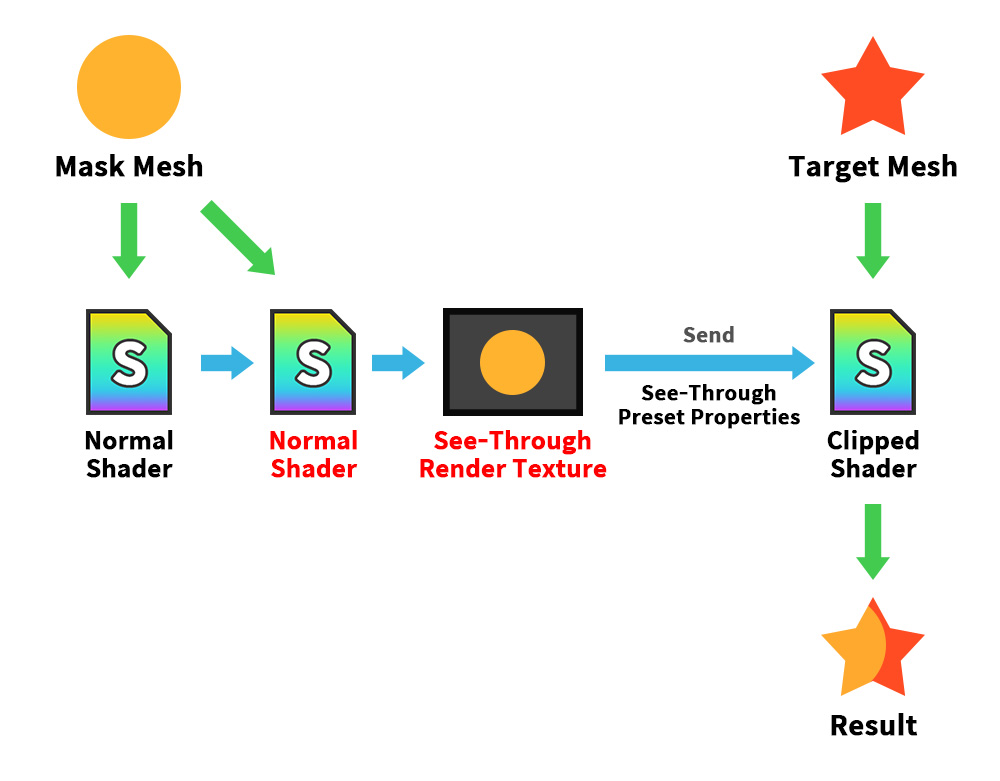 Mask Mesh
Target Mesh
S
S
S
Send
See-Through
Preset Properties
Normal
Shader
Normal
Shader
See-Through
Render Texture
Clipped
Shader
Result